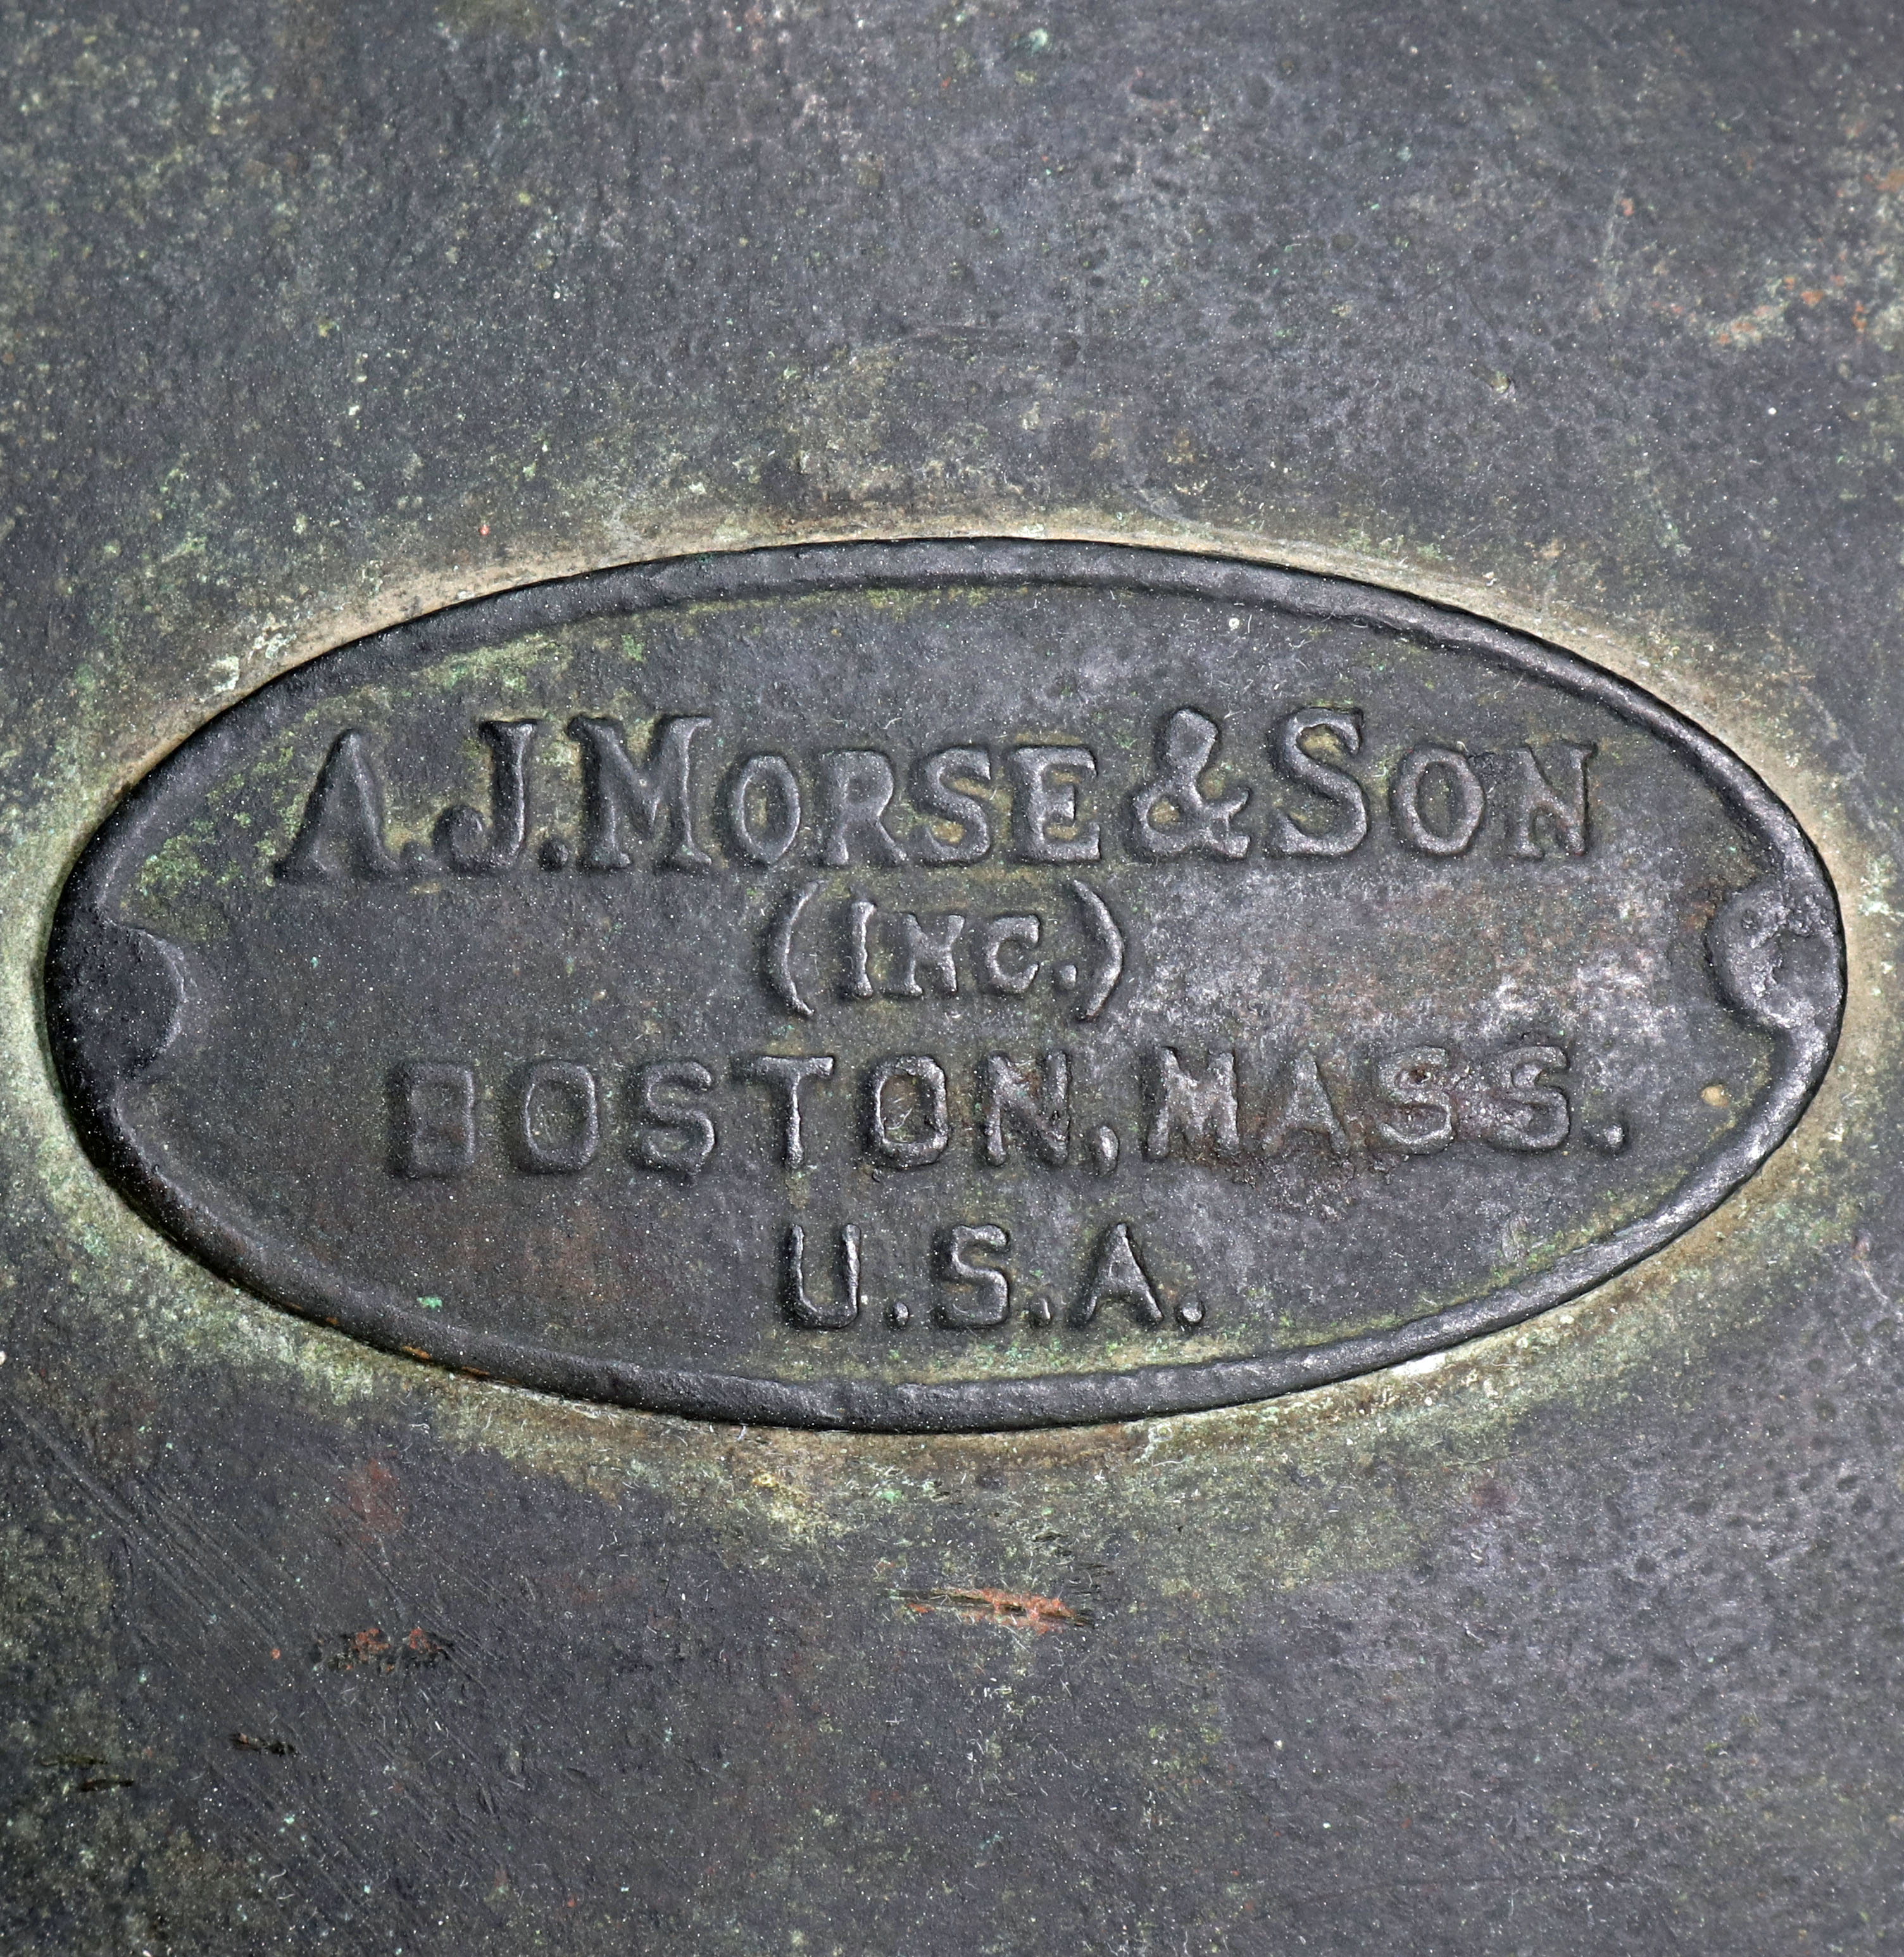 A.J.MORSE & SON
(INC.)
BOSTON, MASS.
U.S.A.